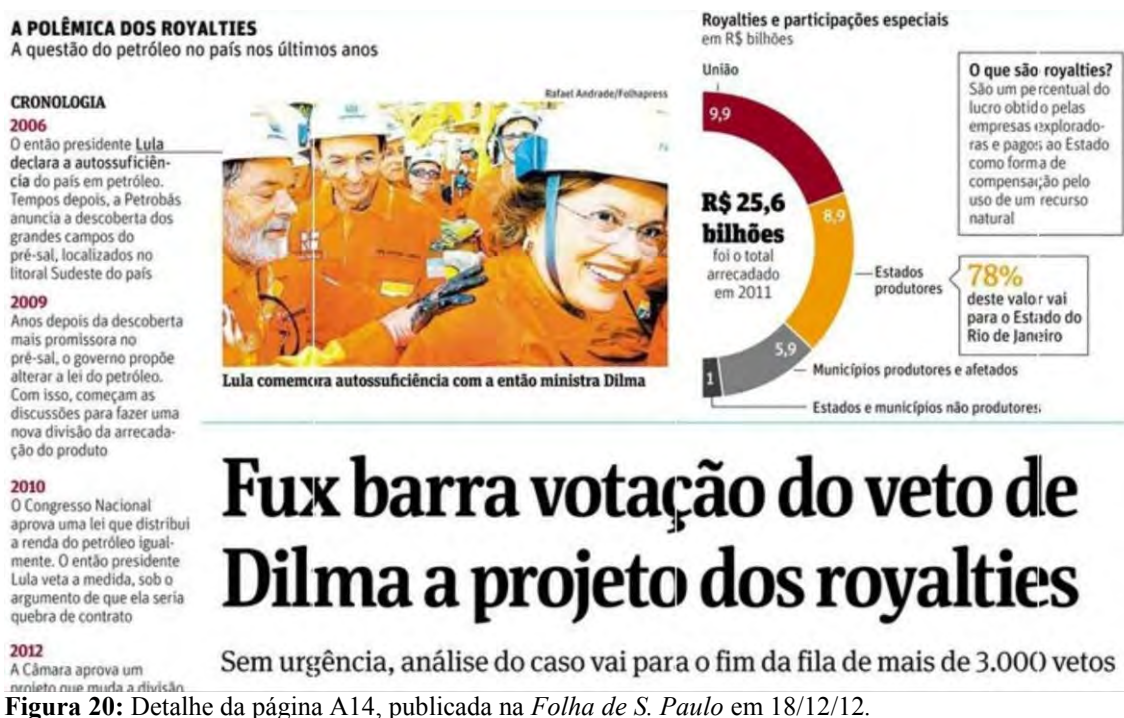 A POLÊMICA DOS ROYALTIES
A questão do petróleo no país nos últimos anos
CRONOLOGIA
2006
O então presidente Lula
declara a autossuficiên-
cia do país em petróleo.
Tempos depois, a Petrobás
anuncia a descoberta dos
grandes campos do
pré-sal, localizados no
litoral Sudeste do país
2009
Anos depois da descoberta
mais promissora no
pré-sal, o governo propõe
alterar a lei do petróleo.
Com isso, começam as
discussões para fazer uma
nova divisão da arrecada-
ção do produto
2010
O Congresso Nacional
aprova uma lei que distribui
a renda do petróleo igual-
mente. O então presidente
Lula veta a medida, sob o
argumento de que ela seria
quebra de contrato
2012
A Câmara aprova um
projeto que muda a divisão
Rafael Andrade/Folhapress
Lula comemora autossuficiência com a então ministra Dilma
Royalties e participações especiais
em R$ bilhões
União
9,9
8,9
5,9
1
R$ 25,6
bilhões
foi o total
arrecadado
em 2011
Estados
produtores
Municípios produtores e afetados
Estados e municípios não produtores
O que são royalties?
São um percentual do
lucro obtido pelas
empresas explorado-
ras e pagos ao Estado
como forma de
compensação pelo
uso de um recurso
natural
78%
deste valor vai
para o Estado do
Rio de Janeiro
Fux barra votação do veto de
Dilma a projeto dos royalties
Sem urgência, análise do caso vai para o fim da fila de mais de 3.000 vetos
Figura 20: Detalhe da página A14, publicada na Folha de S. Paulo em 18/12/12.